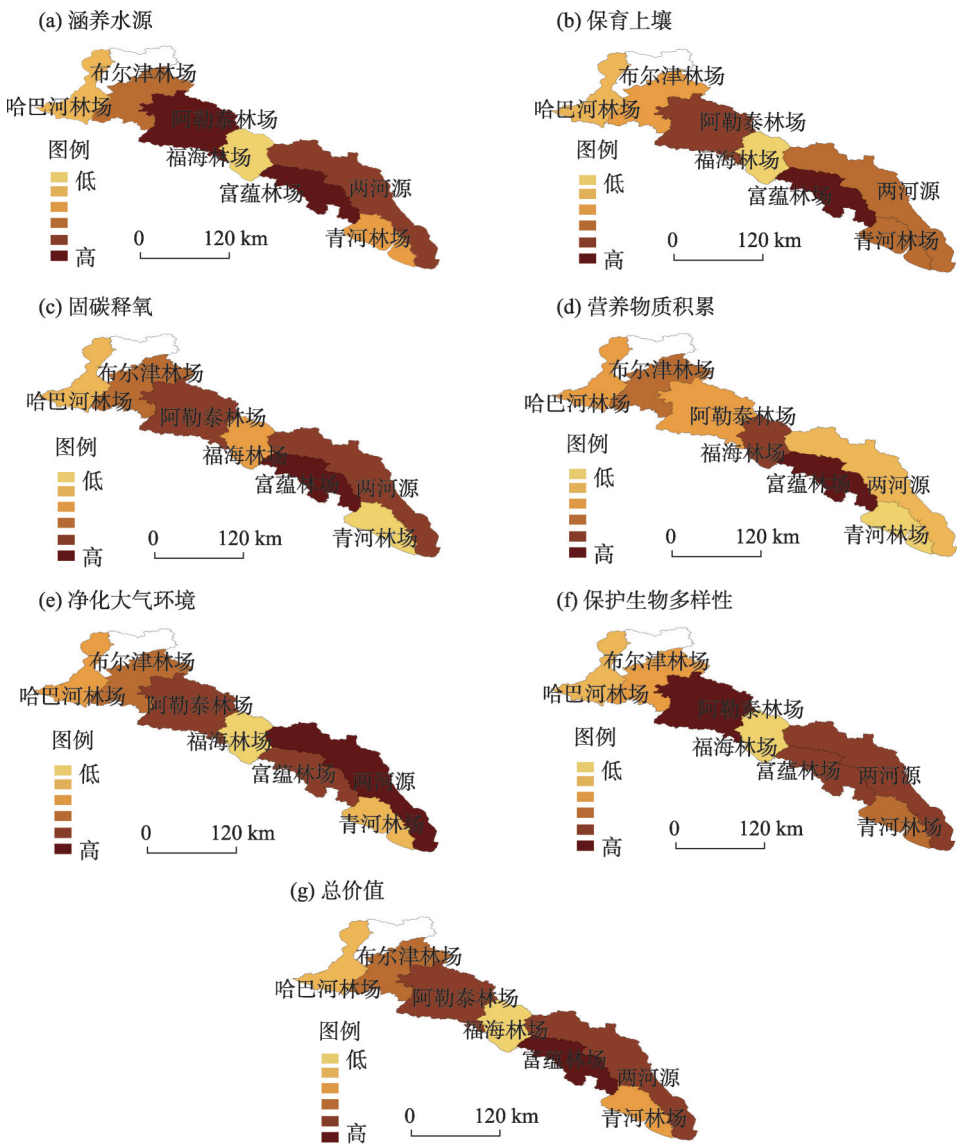 (a) 涵养水源
布尔津林场
哈巴河林场
阿勒泰林场
图例
福海林场
低
富蕴林场
两河源
0 120 km
青河林场
高
(b) 保育上壤
布尔津林场
哈巴河林场
阿勒泰林场
图例
福海林场
低
富蕴林场
两河源
0 120 km
青河林场
高
(c) 固碳释氧
布尔津林场
哈巴河林场
阿勒泰林场
图例
福海林场
低
富蕴林场
两河源
0 120 km
青河林场
高
(d) 营养物质积累
布尔津林场
哈巴河林场
阿勒泰林场
图例
福海林场
低
富蕴林场
两河源
0 120 km
青河林场
高
(e) 净化大气环境
布尔津林场
哈巴河林场
阿勒泰林场
图例
福海林场
低
富蕴林场
两河源
0 120 km
青河林场
高
(f) 保护生物多样性
布尔津林场
哈巴河林场
阿勒泰林场
图例
福海林场
低
富蕴林场
两河源
0 120 km
青河林场
高
(g) 总价值
布尔津林场
哈巴河林场
阿勒泰林场
图例
福海林场
低
富蕴林场
两河源
0 120 km
青河林场
高